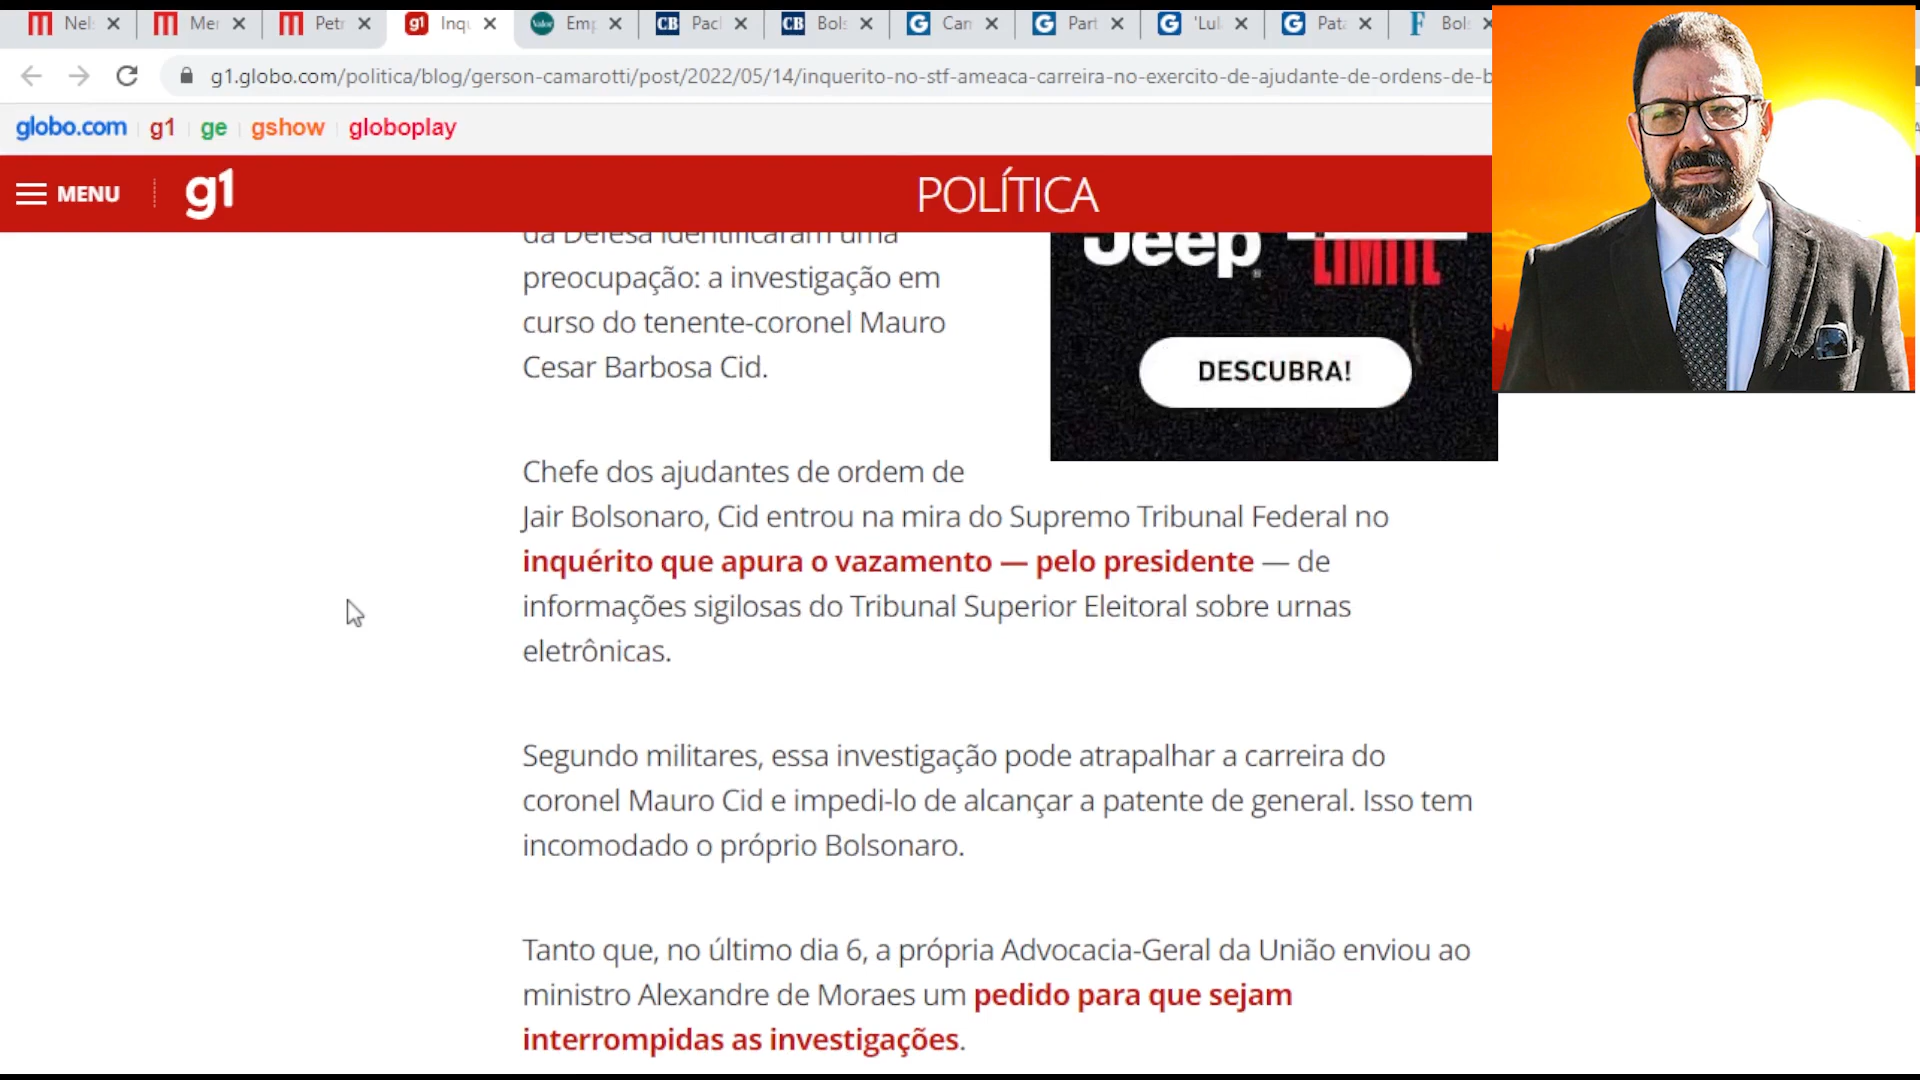 Nel
Mer
Petr
g1
Inqu
Valor
Emp
CB
Pacl
CB
Bols
G
Can
G
Part
G
'Lul
G
Pata
F
Bols
g1.globo.com/politica/blog/gerson-camarotti/post/2022/05/14/inquerito-no-stf-ameaca-carreira-no-exercito-de-ajudante-de-ordens-de-b
globo.com g1 ge gshow globoplay
MENU g1 POLÍTICA
da Defesa identificaram uma
preocupação: a investigação em
curso do tenente-coronel Mauro
Cesar Barbosa Cid.
Jeep
LIMITE
DESCUBRA!
Chefe dos ajudantes de ordem de
Jair Bolsonaro, Cid entrou na mira do Supremo Tribunal Federal no
inquérito que apura o vazamento — pelo presidente — de
informações sigilosas do Tribunal Superior Eleitoral sobre urnas
eletrônicas.
Segundo militares, essa investigação pode atrapalhar a carreira do
coronel Mauro Cid e impedi-lo de alcançar a patente de general. Isso tem
incomodado o próprio Bolsonaro.
Tanto que, no último dia 6, a própria Advocacia-Geral da União enviou ao
ministro Alexandre de Moraes um pedido para que sejam
interrompidas as investigações.